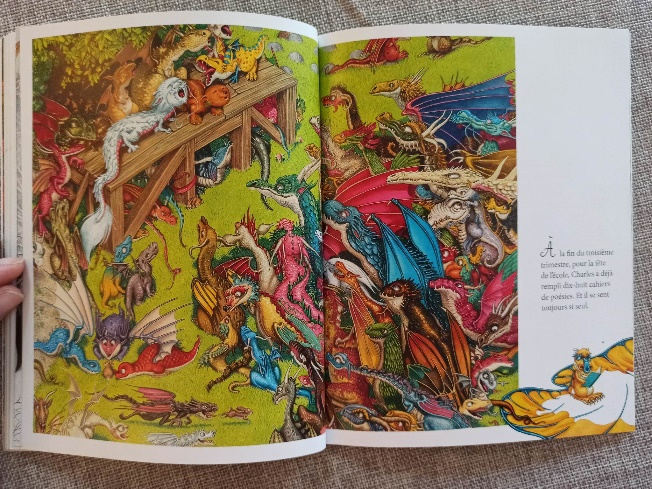 À la fin du troisième
trimestre, pour la fête
de l'école, Charles a déjà
rempli dix-huit cahiers
de poésies. Et il se sent
toujours si seul.